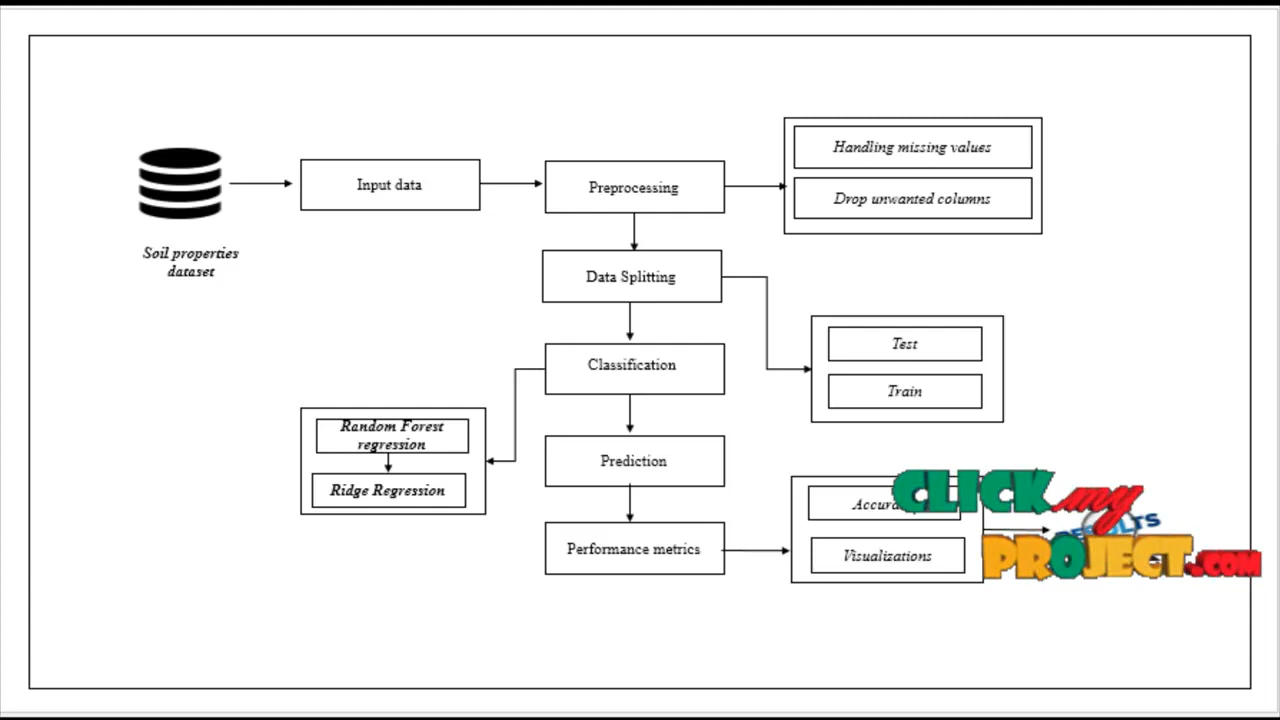 Handling missing values
Input data
Preprocessing
Drop unwanted columns
Soil properties
dataset
Data Splitting
Test
Classification
Train
Random Forest
regression
Prediction
Ridge Regression
CLICK my
PROJECT.COM
Performance metrics
Visualizations